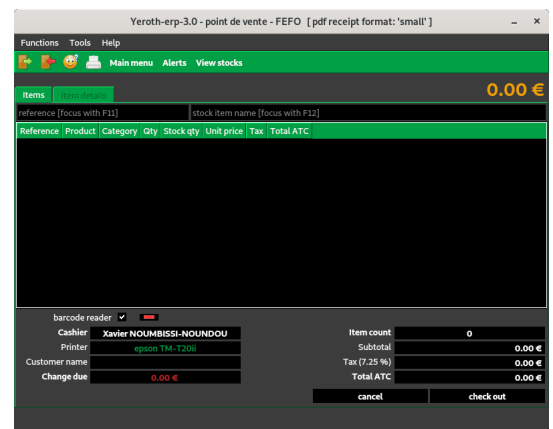 Yeroth-erp-3.0 - point de vente - FEFO [ pdf receipt format: 'small' ]
Functions Tools Help
Main menu Alerts View stocks
Items Item details 0.00 €
reference [focus with F11] stock item name [focus with F12]
Reference Product Category Qty Stock qty Unit price Tax Total ATC
barcode reader
Cashier Xavier NOUMBISSI-NOUNDOU Item count 0
Printer epson TM-T20ii Subtotal 0.00 €
Customer name Tax (7.25 %) 0.00 €
Change due 0.00 € Total ATC 0.00 €
cancel check out